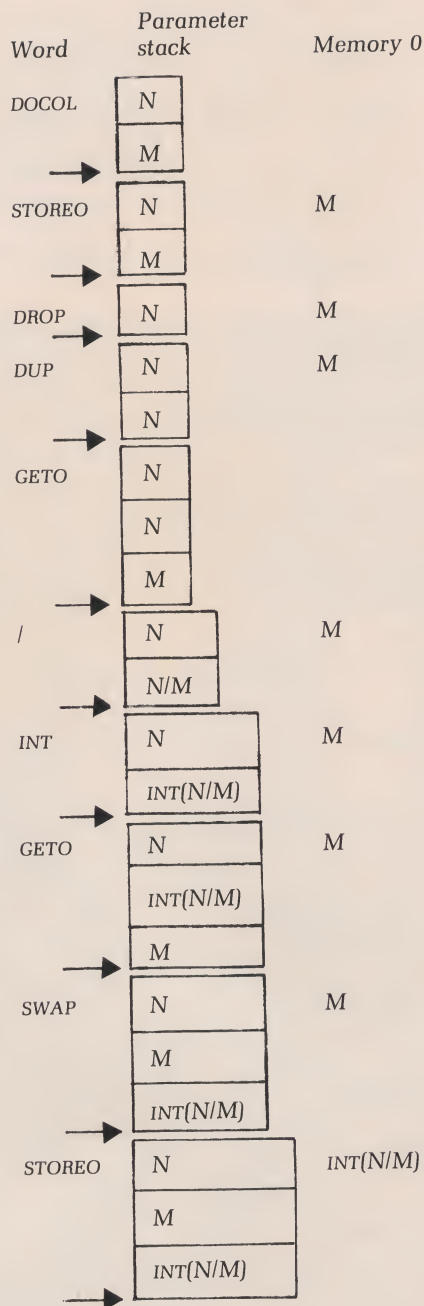 Word Parameter stack Memory 0
DOCOL N
M
STOREO N M
M
DROP N M
DUP N M
N
GETO N
N
M
/ N M
N/M
INT N M
INT(N/M)
GETO N M
INT(N/M)
M
SWAP N M
M
INT(N/M)
STOREO N INT(N/M)
M
INT(N/M)